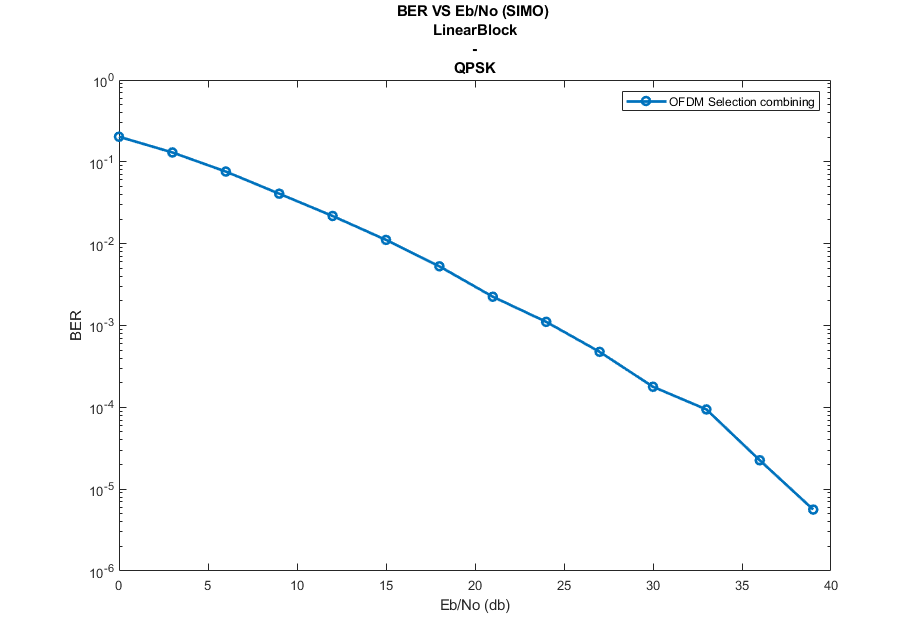 BER VS Eb/No (SIMO)
LinearBlock
-
QPSK
OFDM Selection combining
BER
10^0
10^-1
10^-2
10^-3
10^-4
10^-5
10^-6
0 5 10 15 20 25 30 35 40
Eb/No (db)